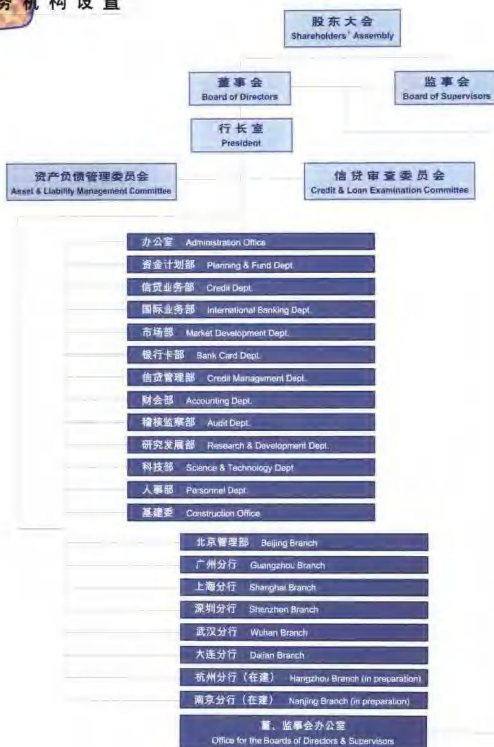 务机构设置
股东大会
Shareholders' Assembly
董事会
Board of Directors
监事会
Board of Supervisors
行长室
President
资产负债管理委员会
Asset & Liability Management Committee
信贷审查委员会
Credit & Loan Examination Committee
办公室 Administration Office
资金计划部 Planning & Fund Dept.
信贷业务部 Credit Dept.
国际业务部 International Banking Dept.
市场部 Market Development Dept.
银行卡部 Bank Card Dept.
信贷管理部 Credit Management Dept.
财会部 Accounting Dept.
稽核监察部 Audit Dept.
研究发展部 Research & Development Dept.
科技部 Science & Technology Dept.
人事部 Personnel Dept.
基建委 Construction Office
北京管理部 Beijing Branch
广州分行 Guangzhou Branch
上海分行 Shanghai Branch
深圳分行 Shenzhen Branch
武汉分行 Wuhan Branch
大连分行 Dalian Branch
杭州分行（在建） Hangzhou Branch (in preparation)
南京分行（在建） Nanjing Branch (in preparation)
董、监事会办公室
Office for the Boards of Directors & Supervisors